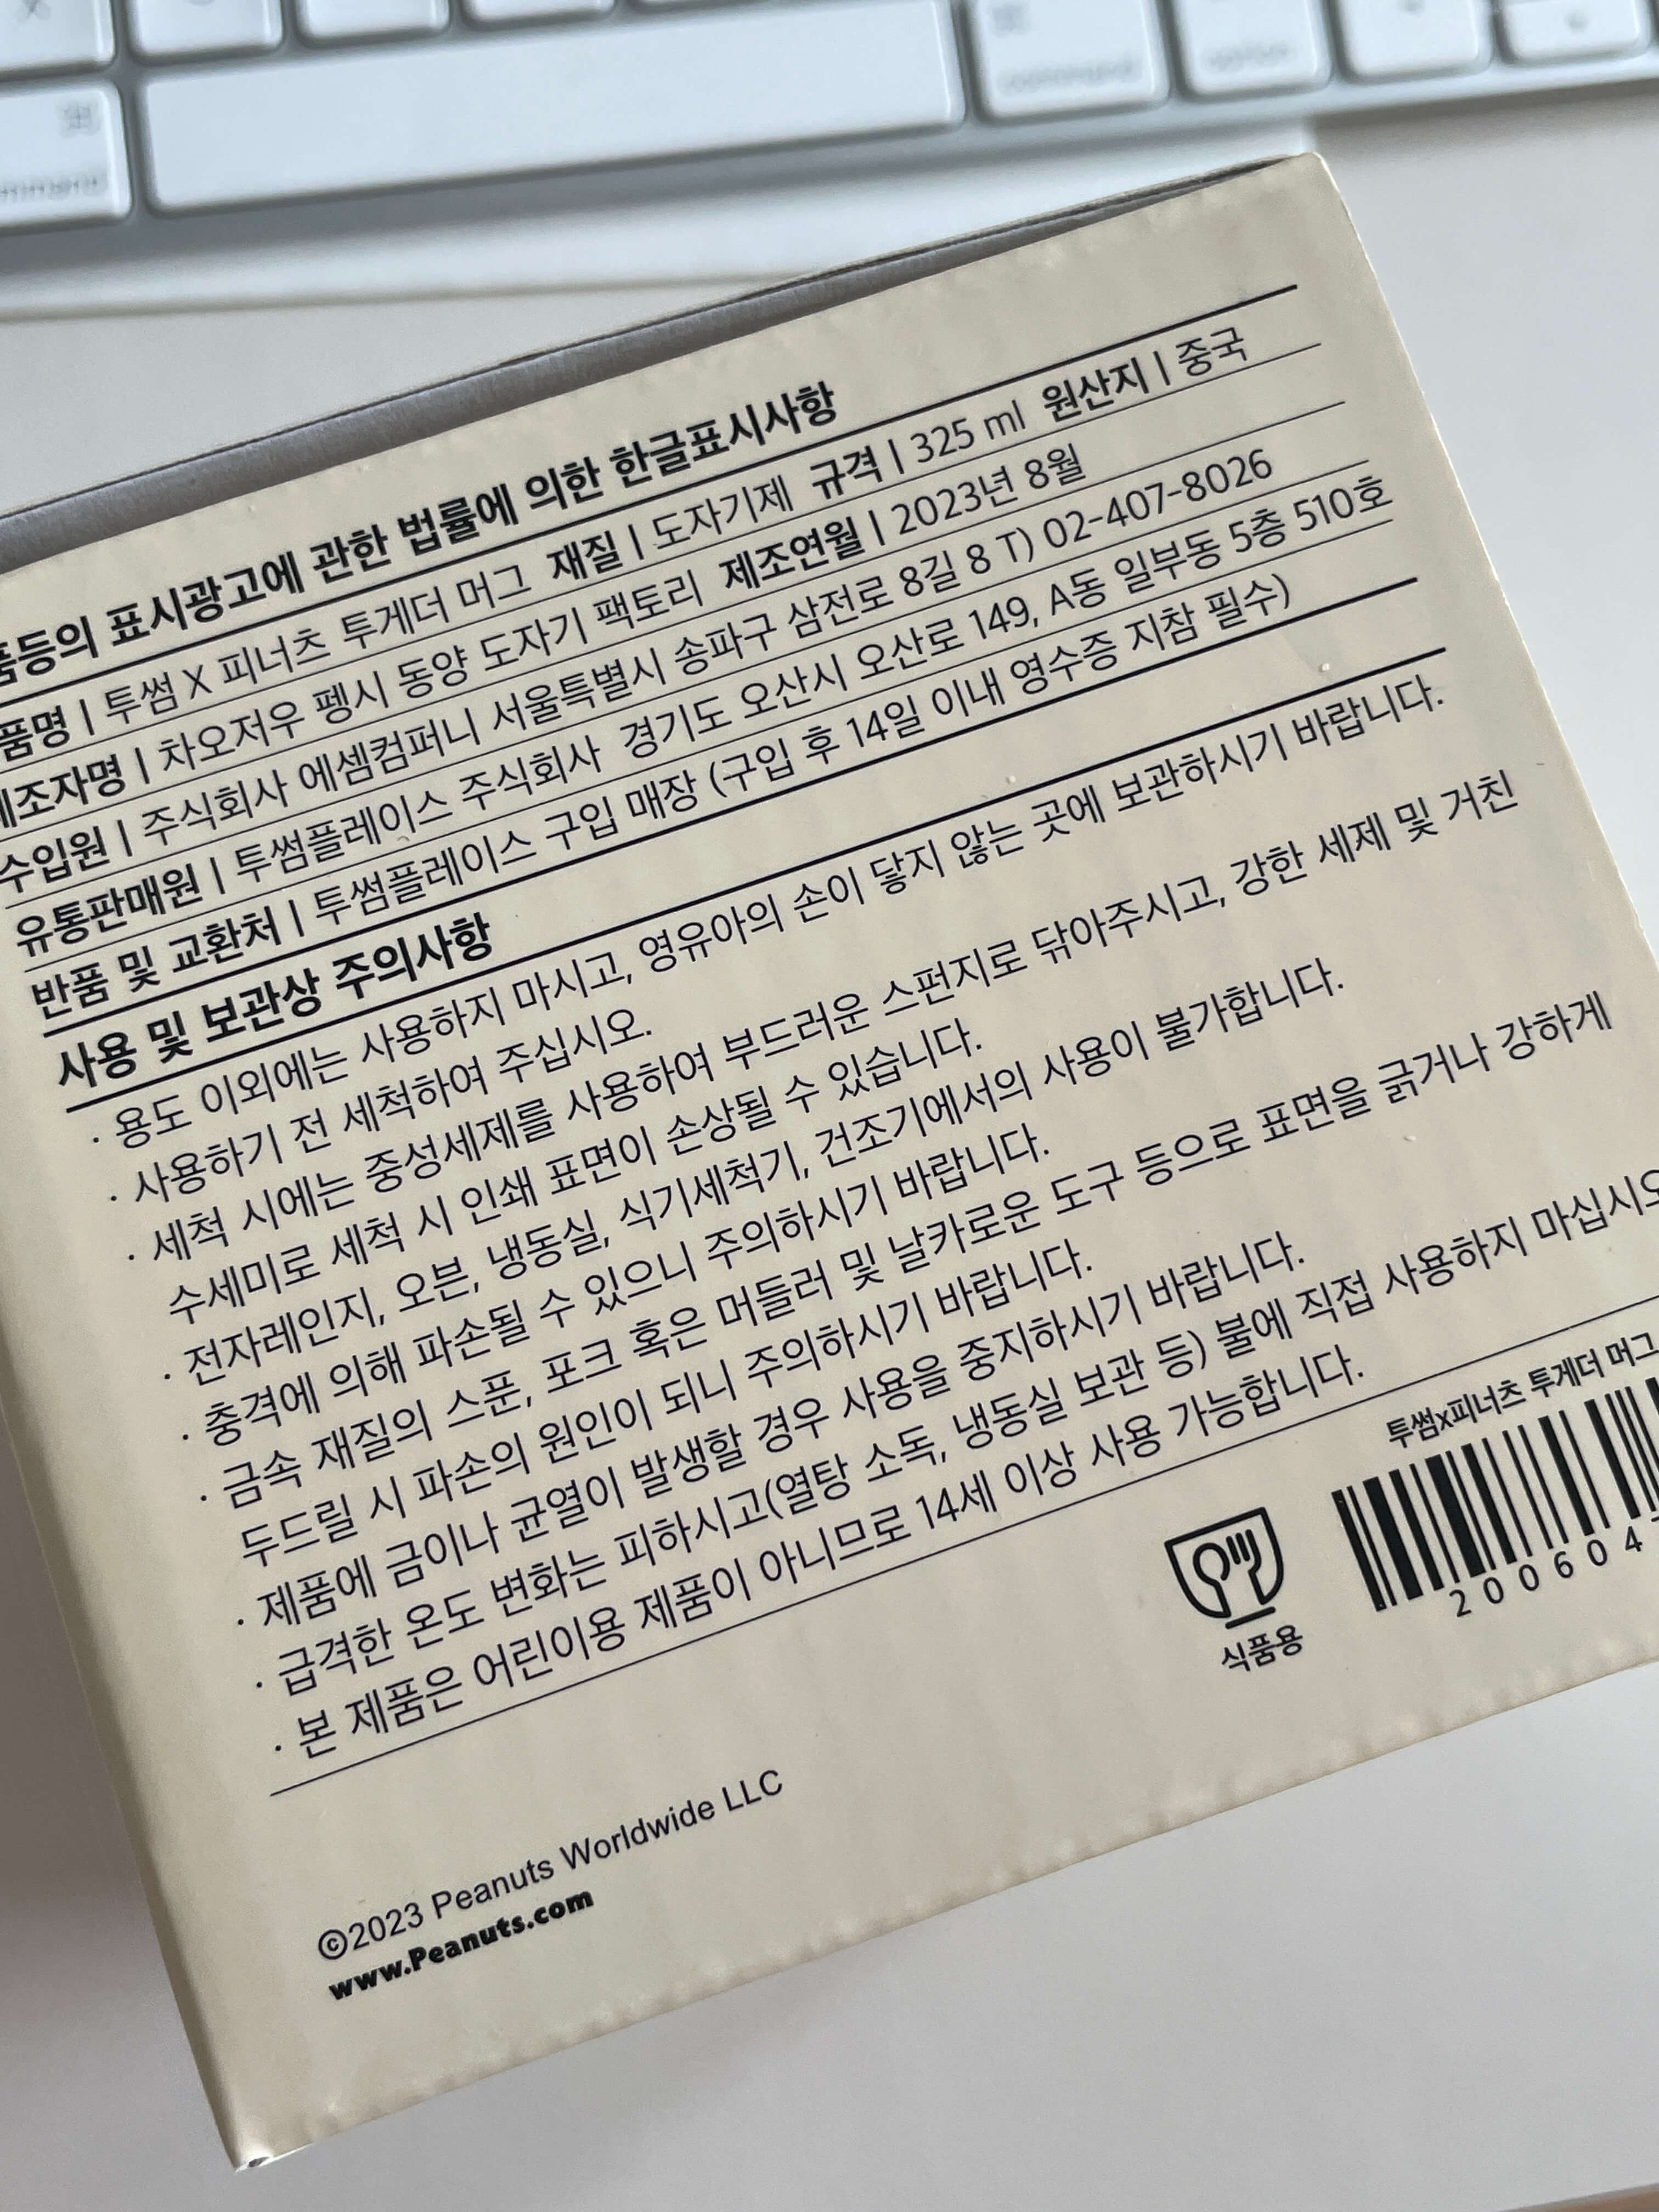 품등의 표시광고에 관한 법률에 의한 한글표시사항
품명 | 투썸 X 피너츠 투게더 머그 재질 | 도자기제 규격 | 325 ml 원산지 | 중국
제조자명 | 차오저우 펭시 동양 도자기 팩토리 제조연월 | 2023년 8월
수입원 | 주식회사 에셈컴퍼니 서울특별시 송파구 삼전로 8길 8 T) 02-407-8026
유통판매원 | 투썸플레이스 주식회사 경기도 오산시 오산로 149, A동 일부동 5층 510호
반품 및 교환처 | 투썸플레이스 구입 매장 (구입 후 14일 이내 영수증 지참 필수)
사용 및 보관상 주의사항
· 용도 이외에는 사용하지 마시고, 영유아의 손이 닿지 않는 곳에 보관하시기 바랍니다.
· 사용하기 전 세척하여 주십시오.
· 세척 시에는 중성세제를 사용하여 부드러운 스펀지로 닦아주시고, 강한 세제 및 거친
수세미로 세척 시 인쇄 표면이 손상될 수 있습니다.
· 전자레인지, 오븐, 냉동실, 식기세척기, 건조기에서의 사용이 불가합니다.
· 충격에 의해 파손될 수 있으니 주의하시기 바랍니다.
· 금속 재질의 스푼, 포크 혹은 머들러 및 날카로운 도구 등으로 표면을 긁거나 강하게
두드릴 시 파손의 원인이 되니 주의하시기 바랍니다.
· 제품에 금이나 균열이 발생할 경우 사용을 중지하시기 바랍니다.
· 급격한 온도 변화는 피하시고(열탕 소독, 냉동실 보관 등) 불에 직접 사용하지 마십시오
· 본 제품은 어린이용 제품이 아니므로 14세 이상 사용 가능합니다.
투썸x피너츠 투게더 머그
200604
식품용
©2023 Peanuts Worldwide LLC
www.Peanuts.com
command
option